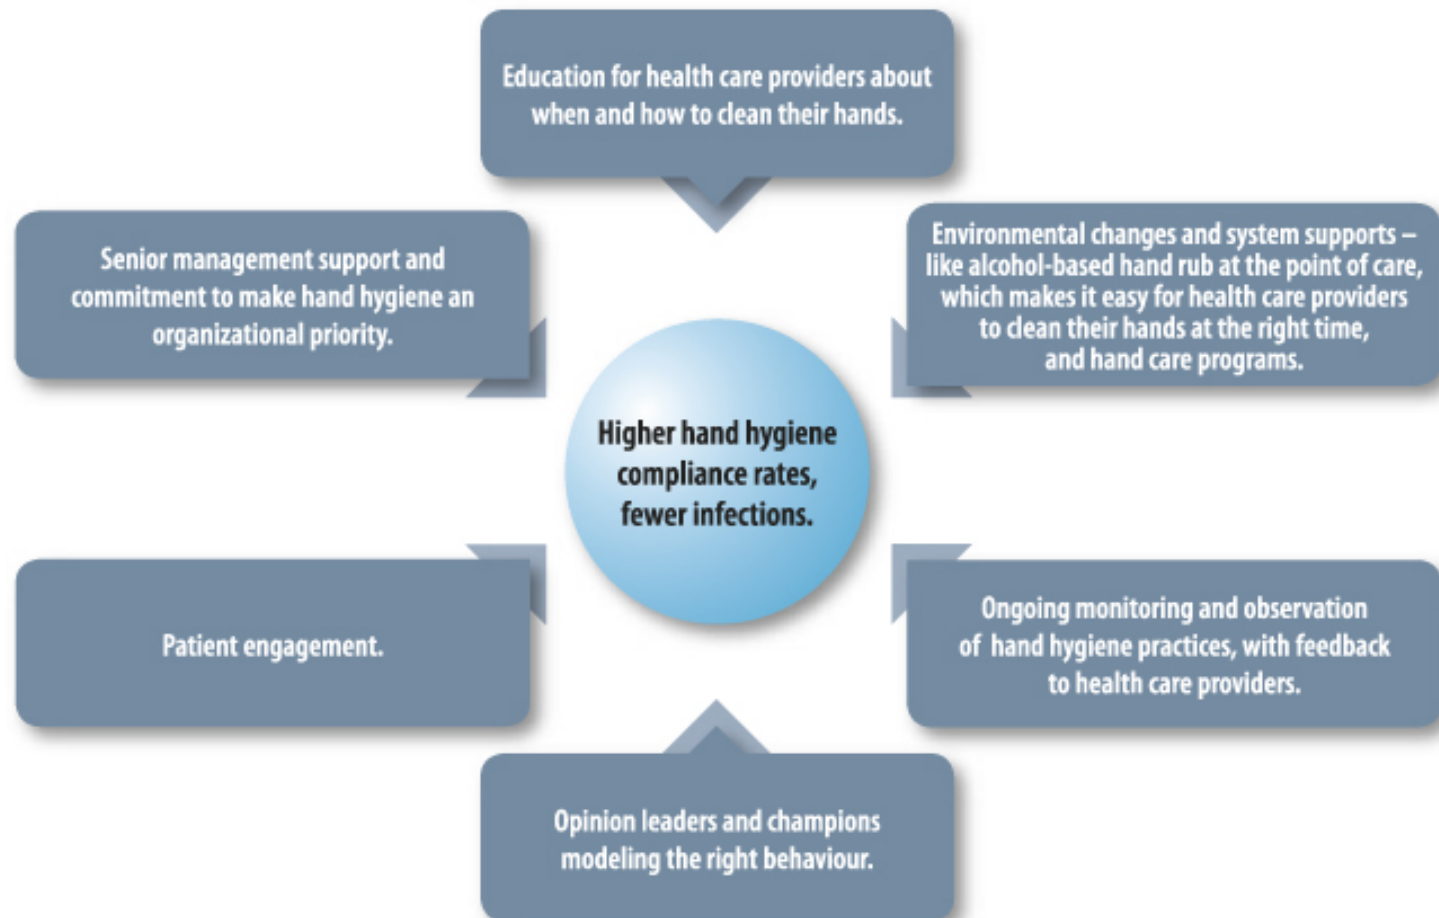 Education for health care providers about
when and how to clean their hands.
Senior management support and
commitment to make hand hygiene an
organizational priority.
Environmental changes and system supports –
like alcohol-based hand rub at the point of care,
which makes it easy for health care providers
to clean their hands at the right time,
and hand care programs.
Higher hand hygiene
compliance rates,
fewer infections.
Patient engagement.
Ongoing monitoring and observation
of hand hygiene practices, with feedback
to health care providers.
Opinion leaders and champions
modeling the right behaviour.